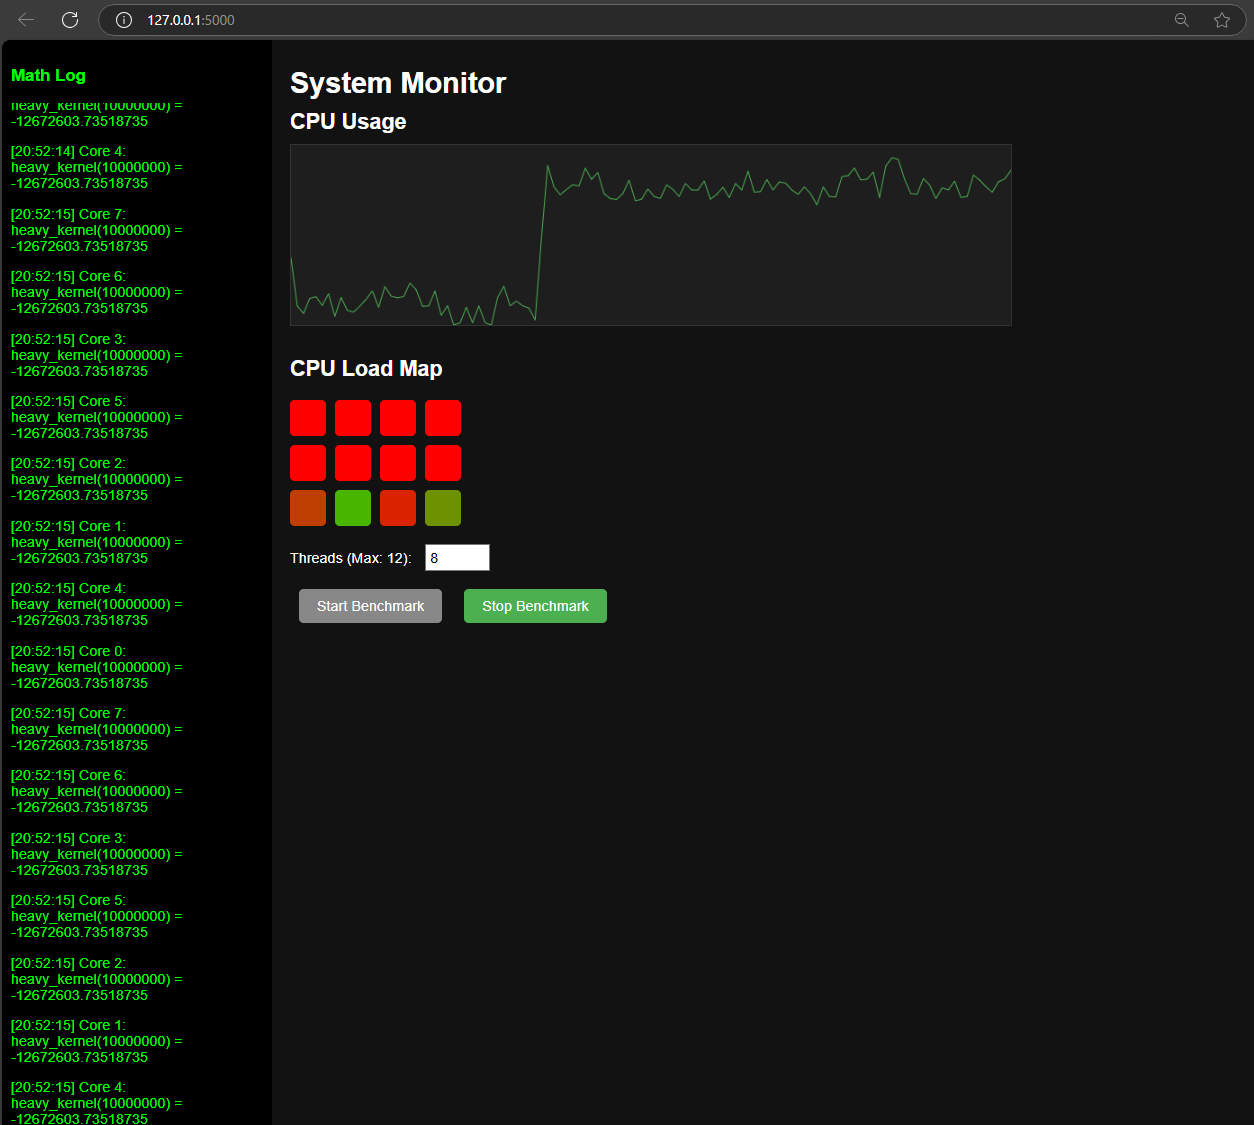 127.0.0.1:5000
Math Log
heavy_kernel(10000000) =
-12672603.73518735
[20:52:14] Core 4:
heavy_kernel(10000000) =
-12672603.73518735
[20:52:15] Core 7:
heavy_kernel(10000000) =
-12672603.73518735
[20:52:15] Core 6:
heavy_kernel(10000000) =
-12672603.73518735
[20:52:15] Core 3:
heavy_kernel(10000000) =
-12672603.73518735
[20:52:15] Core 5:
heavy_kernel(10000000) =
-12672603.73518735
[20:52:15] Core 2:
heavy_kernel(10000000) =
-12672603.73518735
[20:52:15] Core 1:
heavy_kernel(10000000) =
-12672603.73518735
[20:52:15] Core 4:
heavy_kernel(10000000) =
-12672603.73518735
[20:52:15] Core 0:
heavy_kernel(10000000) =
-12672603.73518735
[20:52:15] Core 7:
heavy_kernel(10000000) =
-12672603.73518735
[20:52:15] Core 6:
heavy_kernel(10000000) =
-12672603.73518735
[20:52:15] Core 3:
heavy_kernel(10000000) =
-12672603.73518735
[20:52:15] Core 5:
heavy_kernel(10000000) =
-12672603.73518735
[20:52:15] Core 2:
heavy_kernel(10000000) =
-12672603.73518735
[20:52:15] Core 1:
heavy_kernel(10000000) =
-12672603.73518735
[20:52:15] Core 4:
heavy_kernel(10000000) =
-12672603.73518735
System Monitor
CPU Usage
CPU Load Map
Threads (Max: 12): 8
Start Benchmark Stop Benchmark